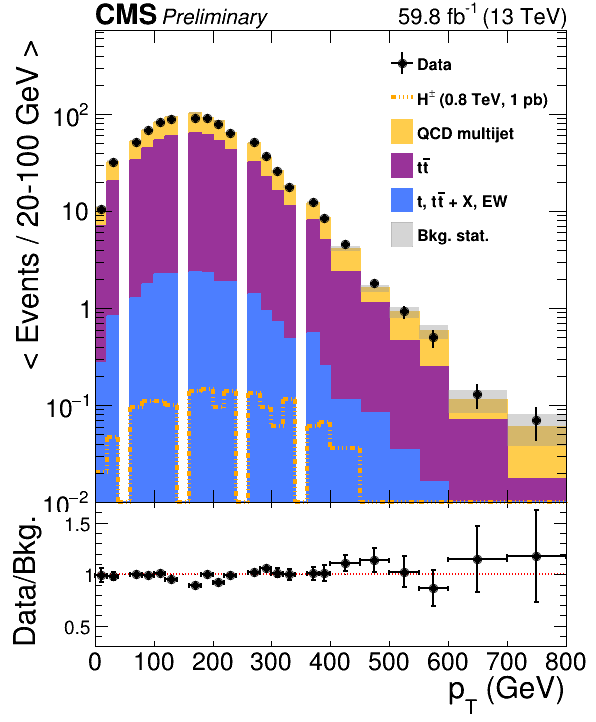 CMS Preliminary 59.8 fb⁻¹ (13 TeV)
< Events / 20-100 GeV >
10²
10
1
10⁻¹
10⁻²
Data
H± (0.8 TeV, 1 pb)
QCD multijet
tt̅
t, tt̅ + X, EW
Bkg. stat.
Data/Bkg.
1.5
1
0.5
0 100 200 300 400 500 600 700 800
p_T (GeV)